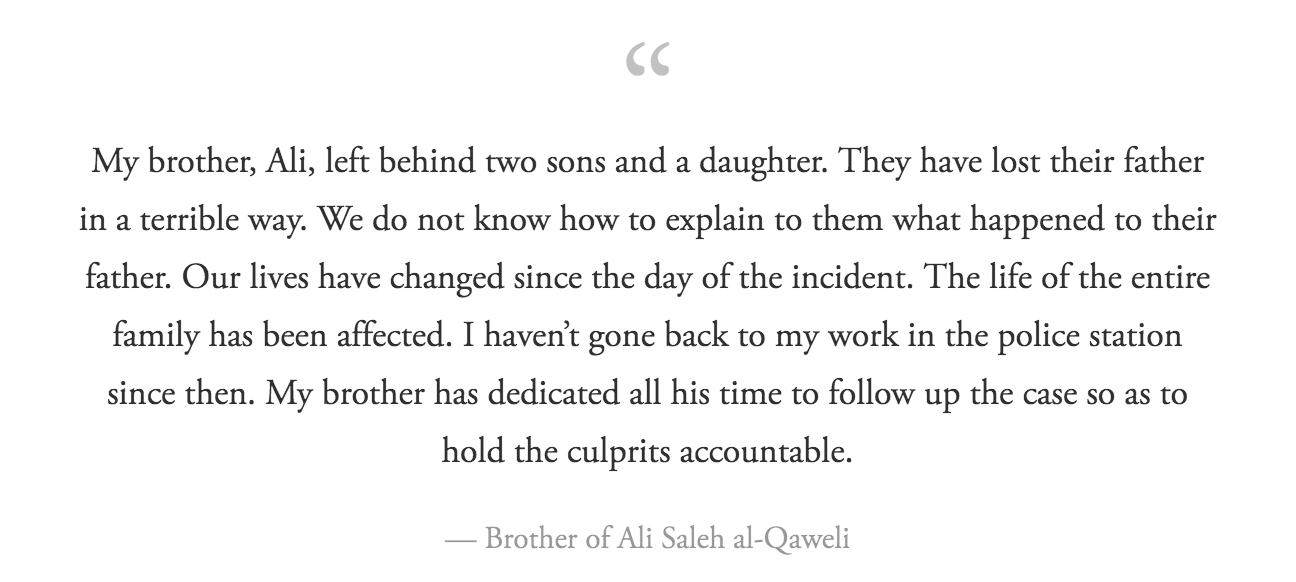 “
My brother, Ali, left behind two sons and a daughter. They have lost their father
in a terrible way. We do not know how to explain to them what happened to their
father. Our lives have changed since the day of the incident. The life of the entire
family has been affected. I haven’t gone back to my work in the police station
since then. My brother has dedicated all his time to follow up the case so as to
hold the culprits accountable.
— Brother of Ali Saleh al-Qaweli